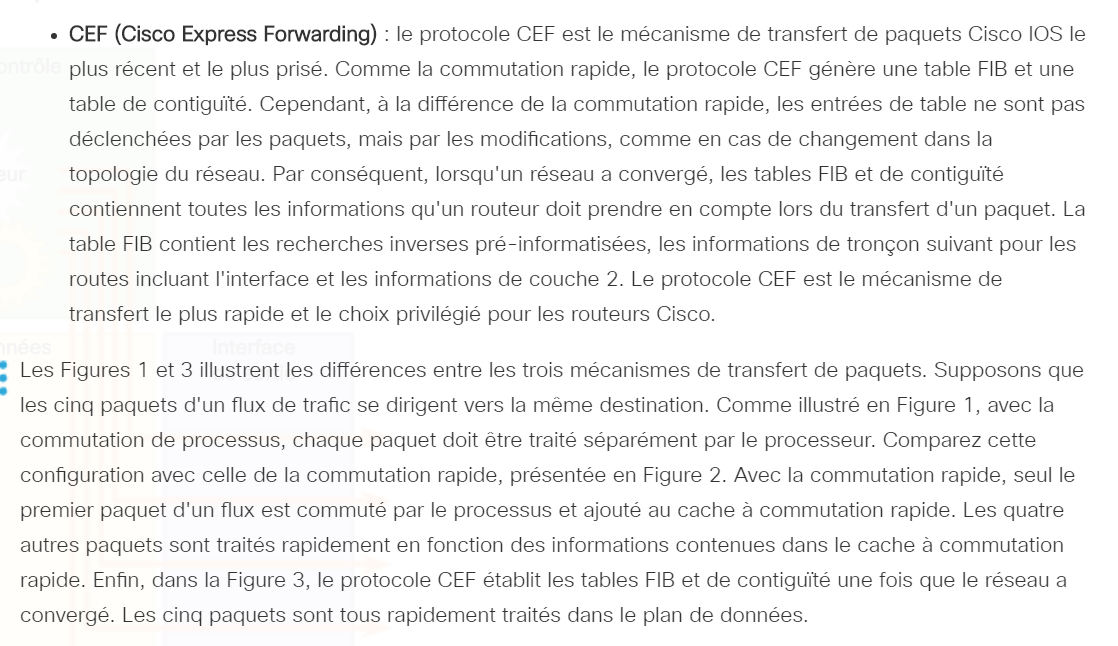 • CEF (Cisco Express Forwarding) : le protocole CEF est le mécanisme de transfert de paquets Cisco IOS le
plus récent et le plus prisé. Comme la commutation rapide, le protocole CEF génère une table FIB et une
table de contiguïté. Cependant, à la différence de la commutation rapide, les entrées de table ne sont pas
déclenchées par les paquets, mais par les modifications, comme en cas de changement dans la
topologie du réseau. Par conséquent, lorsqu'un réseau a convergé, les tables FIB et de contiguïté
contiennent toutes les informations qu'un routeur doit prendre en compte lors du transfert d'un paquet. La
table FIB contient les recherches inverses pré-informatisées, les informations de tronçon suivant pour les
routes incluant l'interface et les informations de couche 2. Le protocole CEF est le mécanisme de
transfert le plus rapide et le choix privilégié pour les routeurs Cisco.
Interface
Les Figures 1 et 3 illustrent les différences entre les trois mécanismes de transfert de paquets. Supposons que
les cinq paquets d'un flux de trafic se dirigent vers la même destination. Comme illustré en Figure 1, avec la
commutation de processus, chaque paquet doit être traité séparément par le processeur. Comparez cette
configuration avec celle de la commutation rapide, présentée en Figure 2. Avec la commutation rapide, seul le
premier paquet d'un flux est commuté par le processus et ajouté au cache à commutation rapide. Les quatre
autres paquets sont traités rapidement en fonction des informations contenues dans le cache à commutation
rapide. Enfin, dans la Figure 3, le protocole CEF établit les tables FIB et de contiguïté une fois que le réseau a
convergé. Les cinq paquets sont tous rapidement traités dans le plan de données.